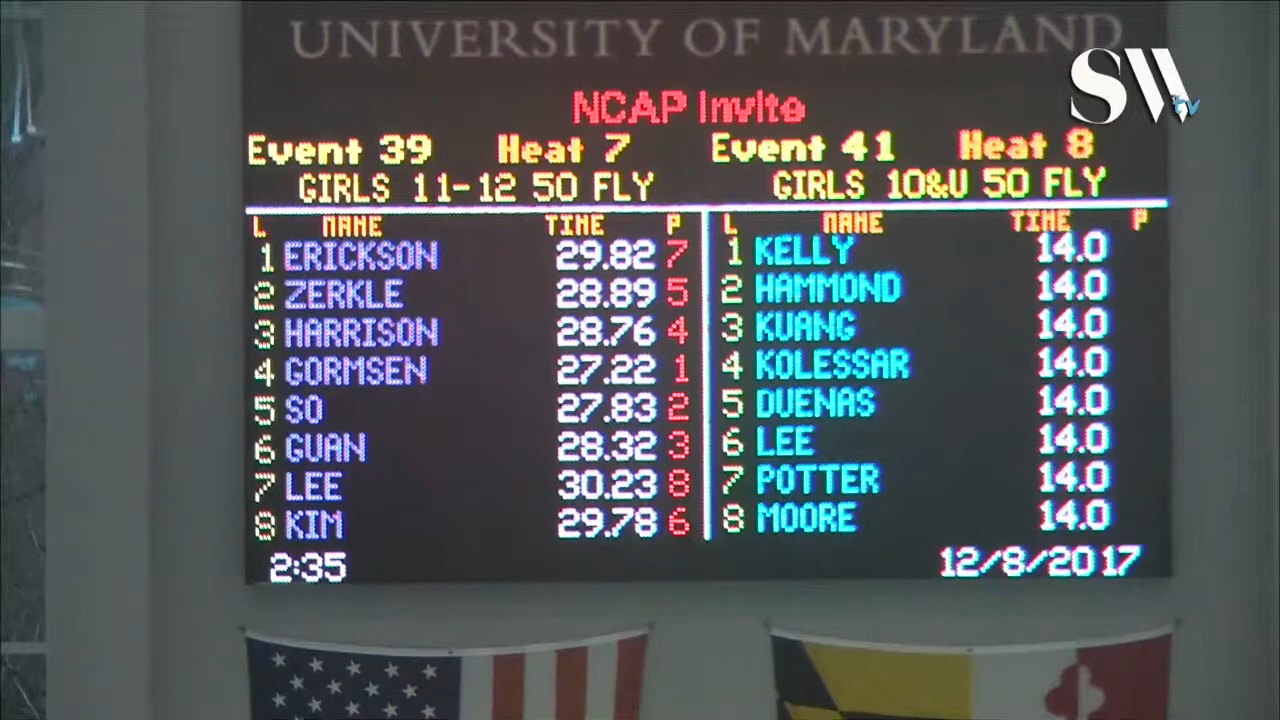 UNIVERSITY OF MARYLAND
SW tv
NCAP Invite
Event 39 Heat 7 Event 41 Heat 8
GIRLS 11-12 50 FLY GIRLS 10&U 50 FLY
L NAME TIME P L NAME TIME P
1 ERICKSON 29.82 7 1 KELLY 14.0
2 ZERKLE 28.89 5 2 HAMMOND 14.0
3 HARRISON 28.76 4 3 KUANG 14.0
4 GORMSEN 27.22 1 4 KOLESSAR 14.0
5 SO 27.83 2 5 DUENAS 14.0
6 GUAN 28.32 3 6 LEE 14.0
7 LEE 30.23 8 7 POTTER 14.0
8 KIM 29.78 6 8 MOORE 14.0
2:35 12/8/2017